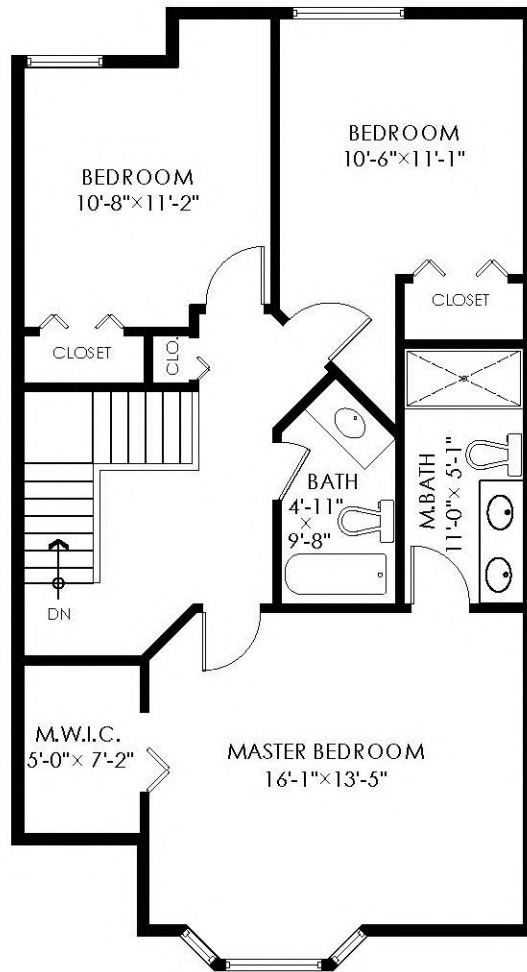 BEDROOM
10'-6"×11'-1"
BEDROOM
10'-8"×11'-2"
CLOSET
CLOSET
CLO.
BATH
4'-11"
×
9'-8"
M.BATH
11'-0"× 5'-1"
DN
M.W.I.C.
5'-0"× 7'-2"
MASTER BEDROOM
16'-1"×13'-5"